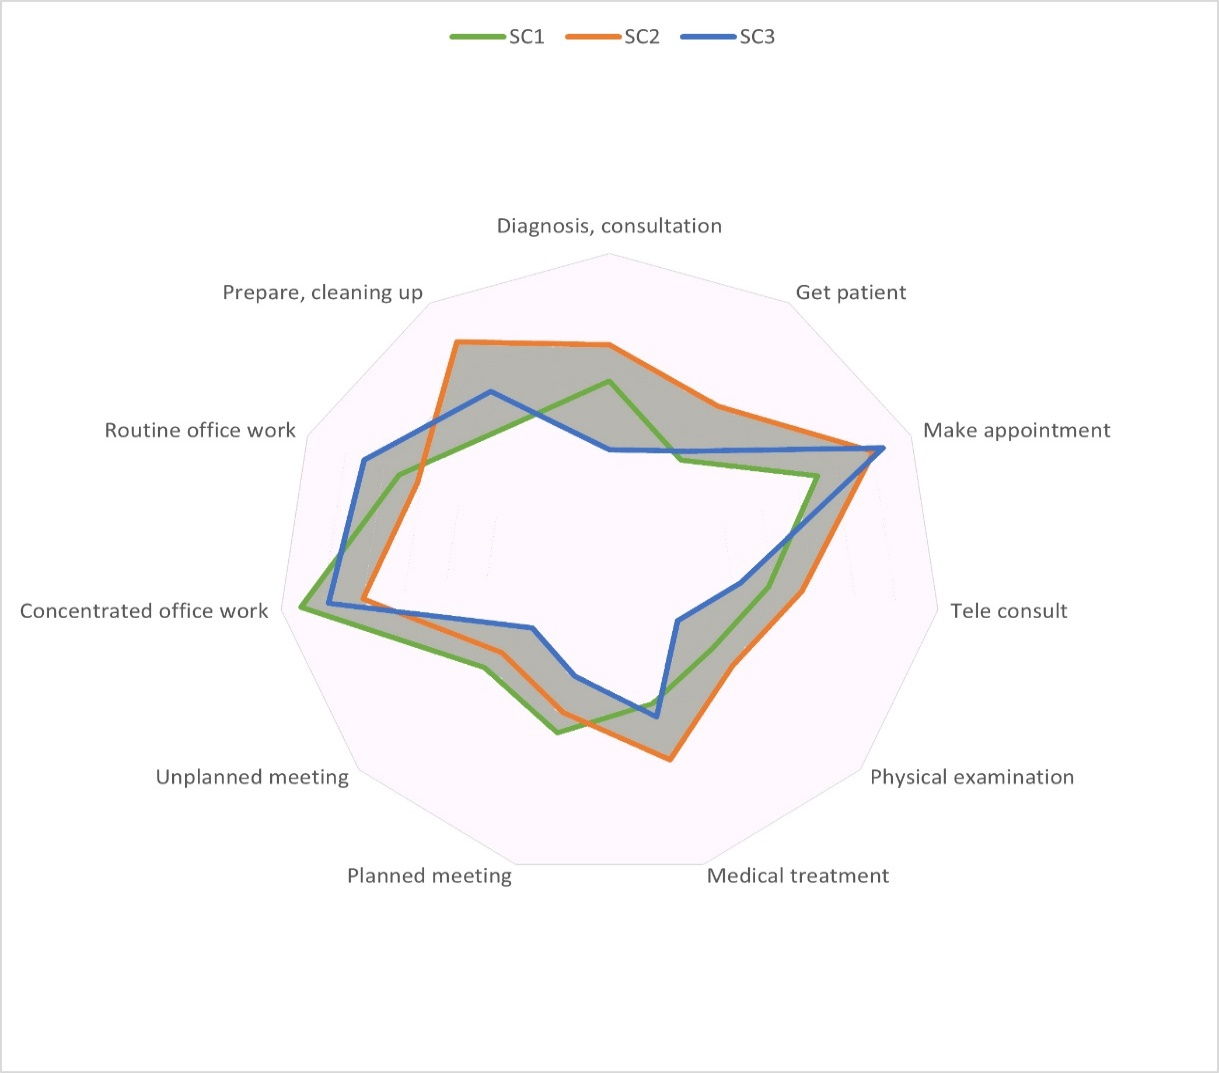 SC1 SC2 SC3
Diagnosis, consultation
Prepare, cleaning up
Get patient
Routine office work
Make appointment
Concentrated office work
Tele consult
Unplanned meeting
Physical examination
Planned meeting
Medical treatment